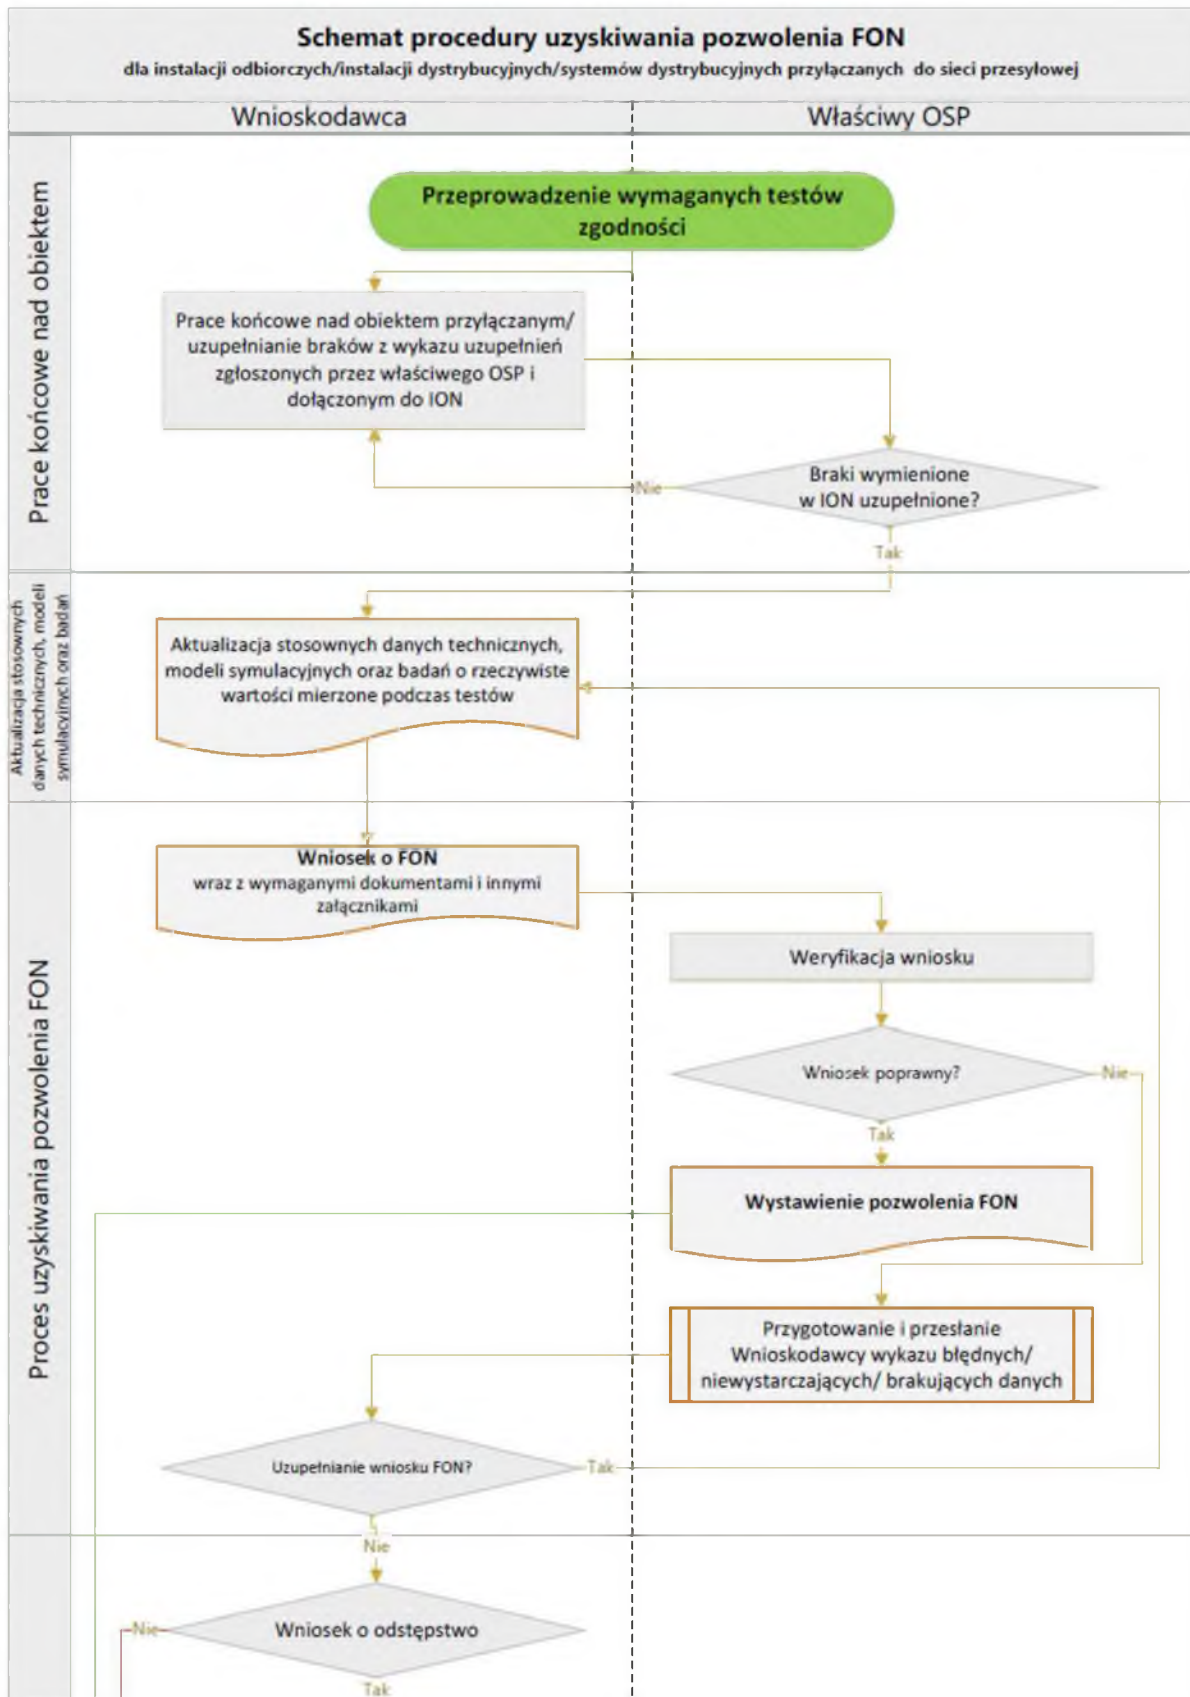 Schemat procedury uzyskiwania pozwolenia FON
dla instalacji odbiorczych/instalacji dystrybucyjnych/systemów dystrybucyjnych przyłączanych do sieci przesyłowej
Wnioskodawca
Właściwy OSP
Prace końcowe nad obiektem
Przeprowadzenie wymaganych testów
zgodności
Prace końcowe nad obiektem przyłączanym/
uzupełnianie braków z wykazu uzupełnień
zgłoszonych przez właściwego OSP i
dołączonym do ION
Braki wymienione
w ION uzupełnione?
Nie
Tak
Aktualizacja stosownych
danych technicznych, modeli
symulacyjnych oraz badań
Aktualizacja stosownych danych technicznych,
modeli symulacyjnych oraz badań o rzeczywiste
wartości mierzone podczas testów
Proces uzyskiwania pozwolenia FON
Wniosek o FON
wraz z wymaganymi dokumentami i innymi
załącznikami
Weryfikacja wniosku
Wniosek poprawny?
Nie
Tak
Wystawienie pozwolenia FON
Przygotowanie i przesłanie
Wnioskodawcy wykazu błędnych/
niewystarczających/ brakujących danych
Uzupełnianie wniosku FON?
Tak
Nie
Wniosek o odstępstwo
Nie
Tak